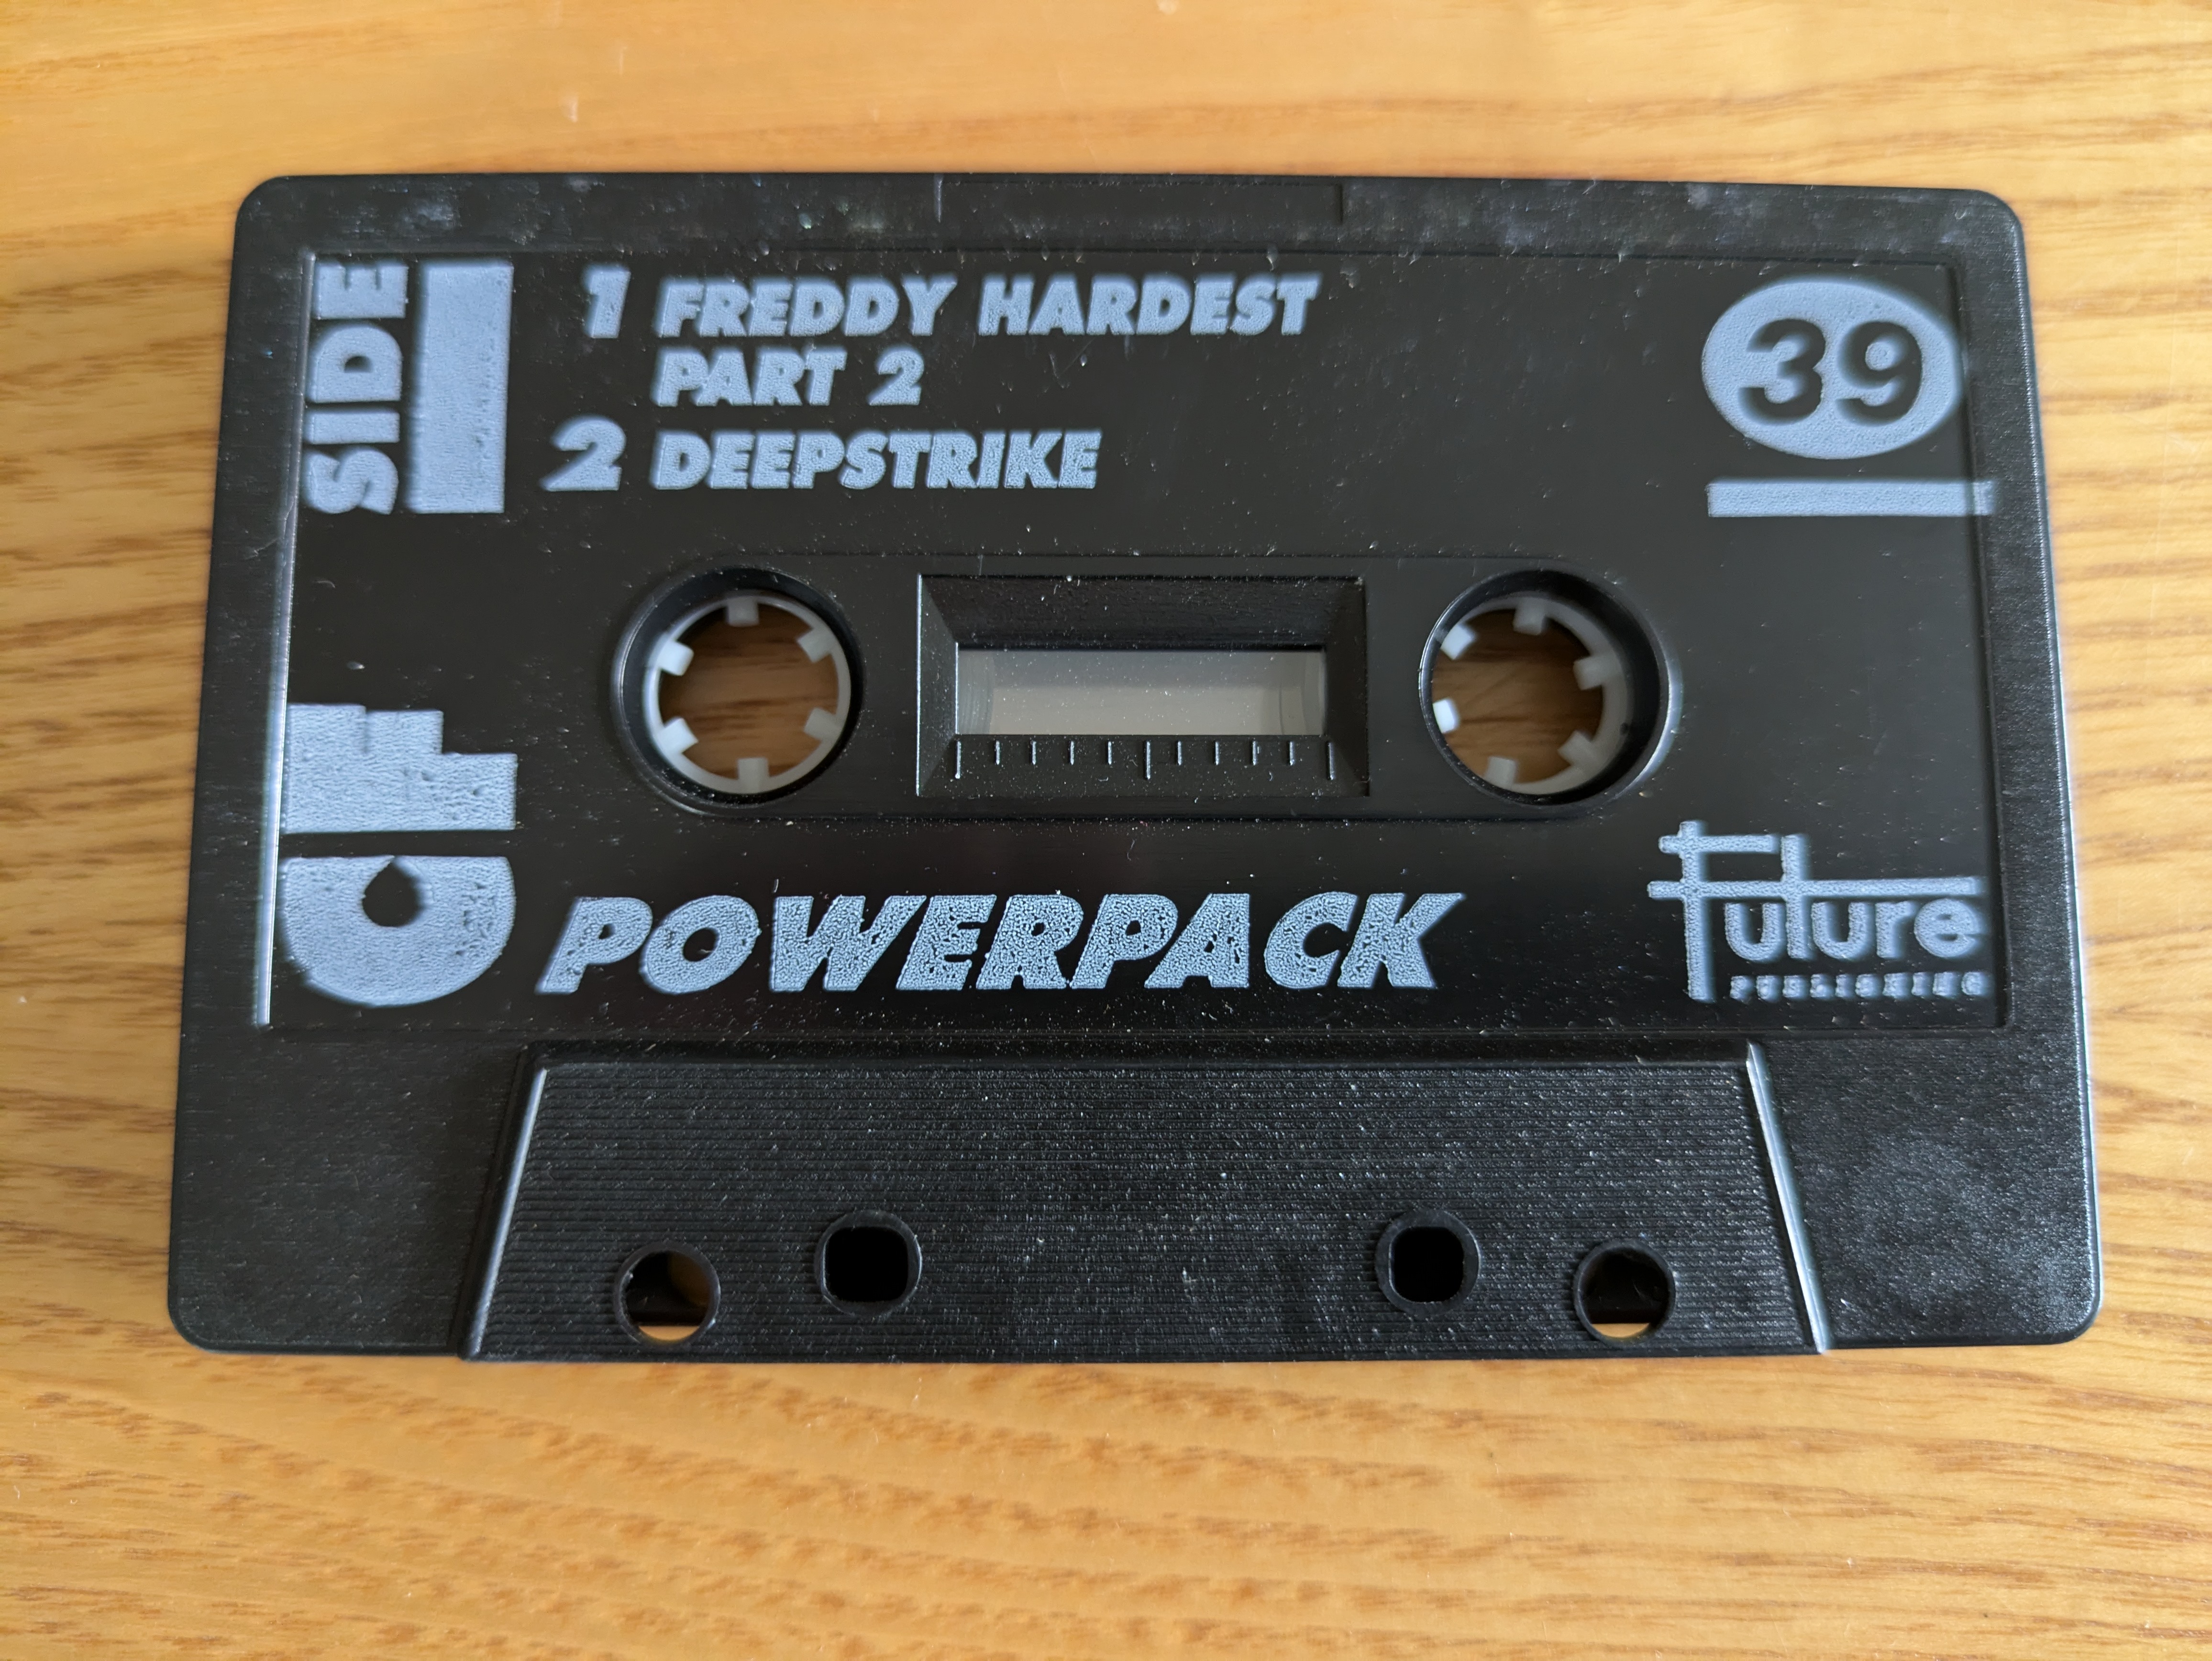 SIDE 1
1 FREDDY HARDEST
PART 2
2 DEEPSTRIKE
39
CF
POWERPACK
Future
PUBLISHING